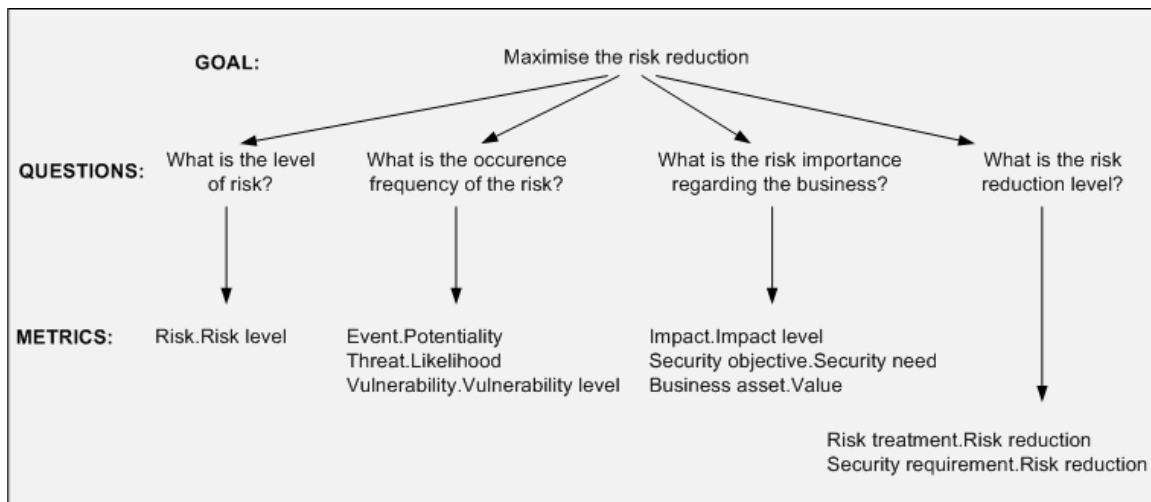 GOAL:
Maximise the risk reduction
QUESTIONS:
What is the level
of risk?
What is the occurence
frequency of the risk?
What is the risk importance
regarding the business?
What is the risk
reduction level?
METRICS:
Risk.Risk level
Event.Potentiality
Threat.Likelihood
Vulnerability.Vulnerability level
Impact.Impact level
Security objective.Security need
Business asset.Value
Risk treatment.Risk reduction
Security requirement.Risk reduction